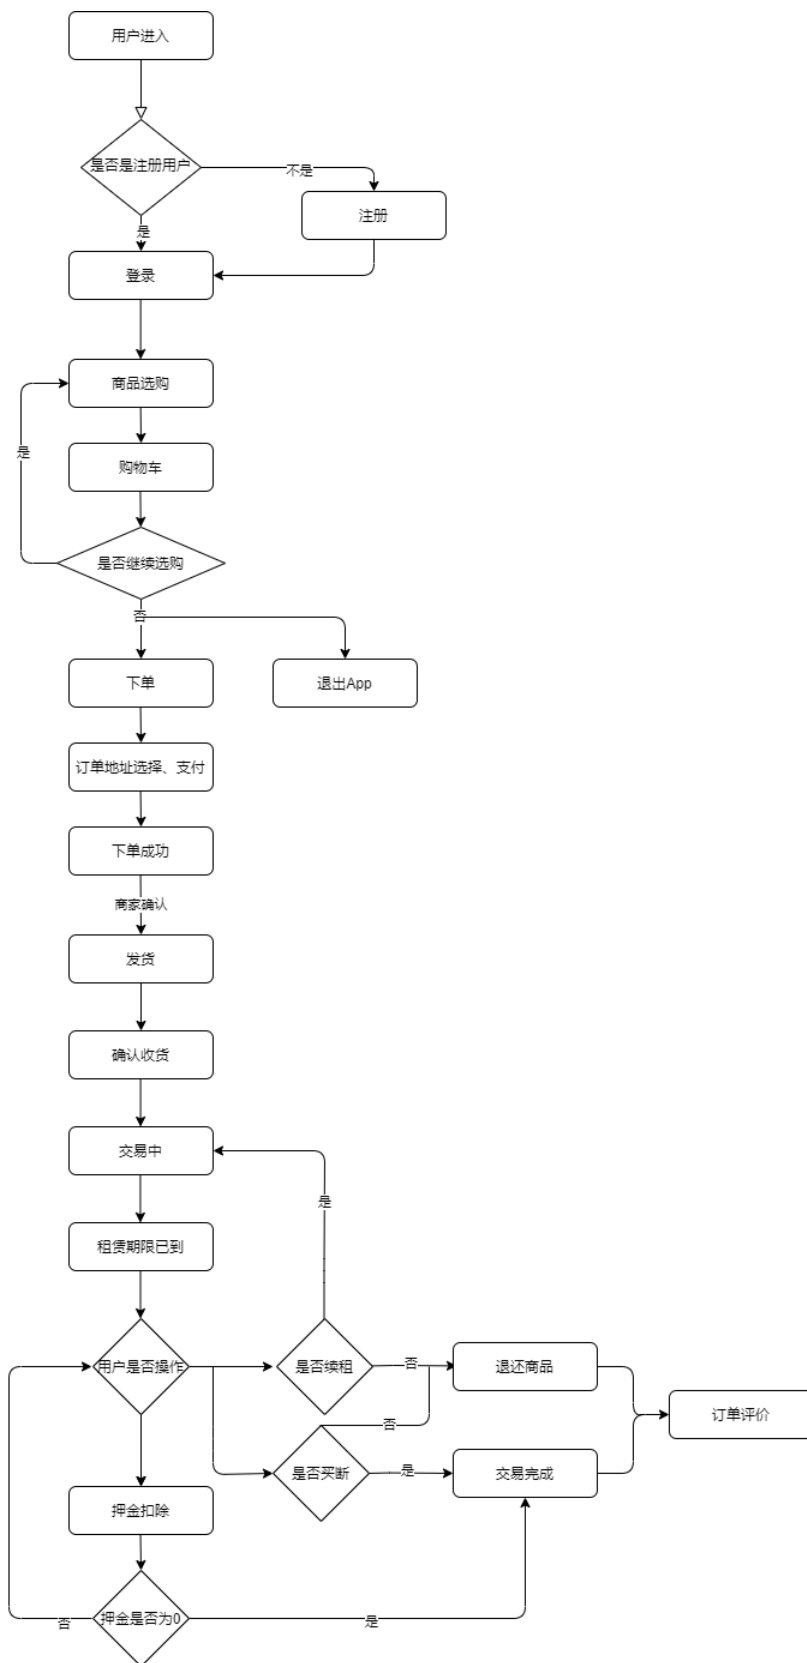 用户进入
是否是注册用户
不是
注册
是
登录
商品选购
是
购物车
是否继续选购
否
下单
退出App
订单地址选择、支付
下单成功
商家确认
发货
确认收货
交易中
是
租赁期限已到
用户是否操作
是否续租
否
退还商品
订单评价
否
是否买断
是
交易完成
押金扣除
押金是否为0
否
是